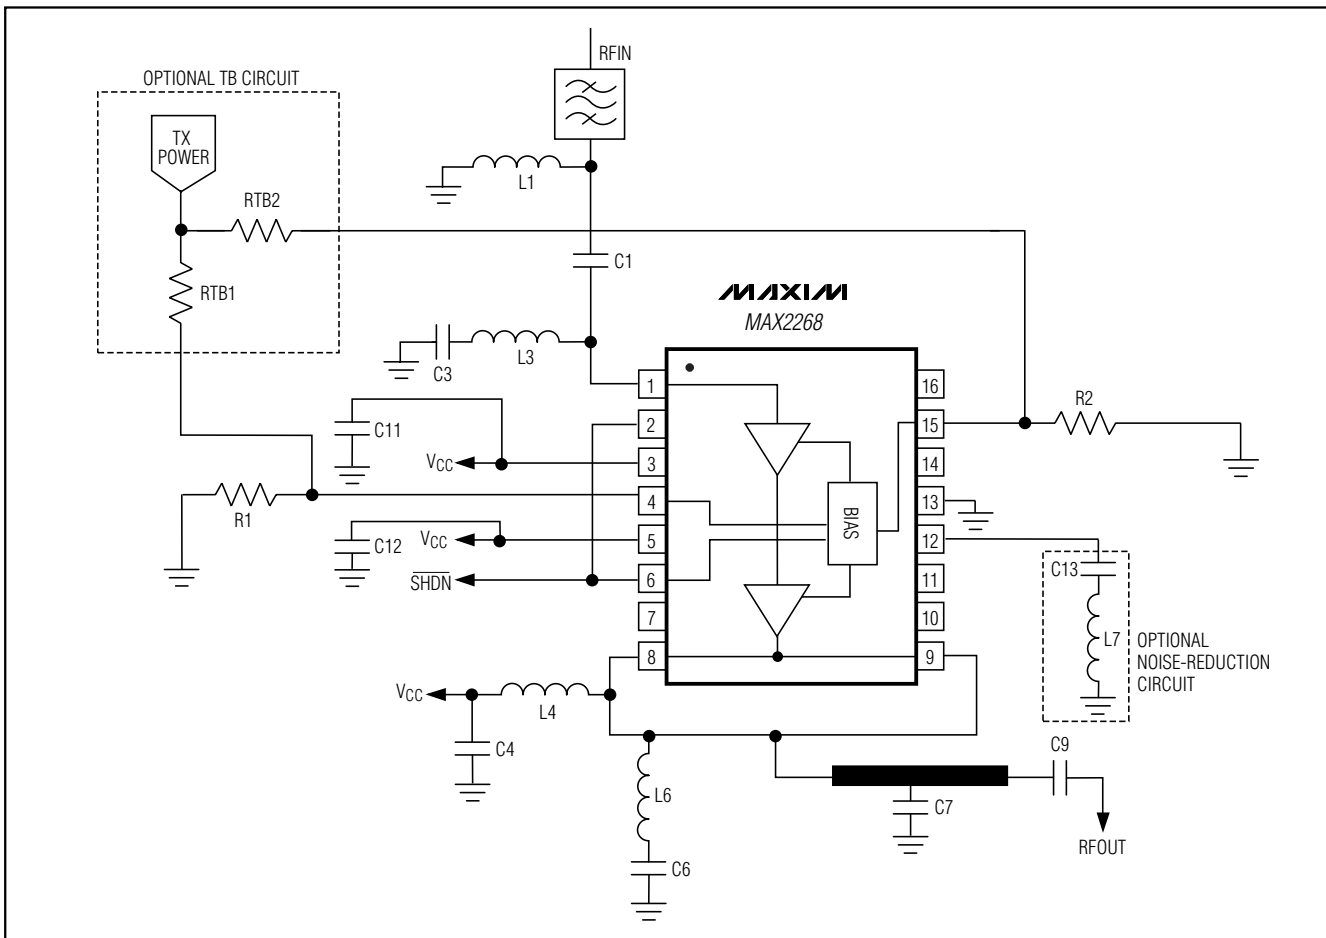 RFIN
OPTIONAL TB CIRCUIT
TX
POWER
L1
RTB2
C1
RTB1
MAXIM
MAX2268
L3
C3
1
16
R2
C11
2
15
VCC
3
14
4
13
R1
BIAS
C12
VCC
5
12
C13
SHDN
6
11
7
10
L7
OPTIONAL
NOISE-REDUCTION
CIRCUIT
8
9
VCC
L4
C4
C9
L6
C7
RFOUT
C6